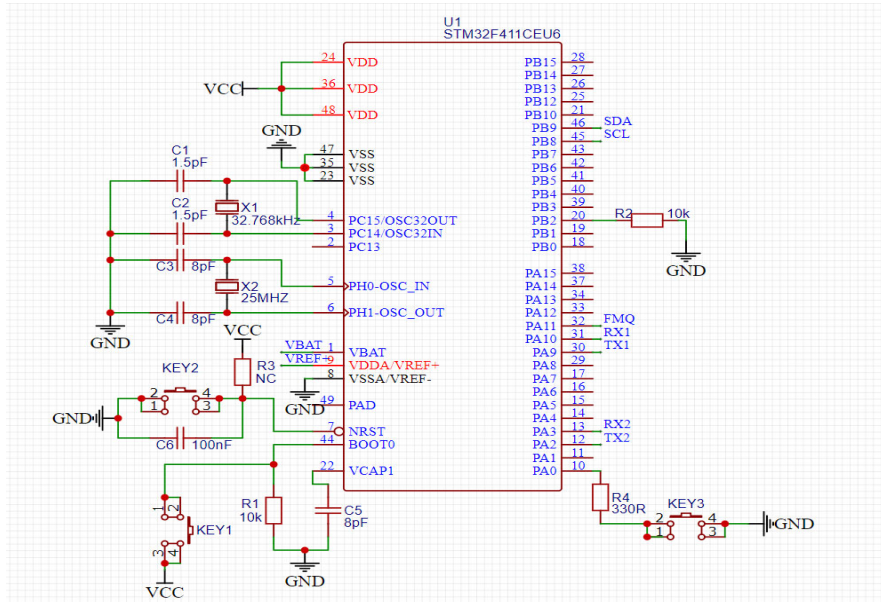 U1
STM32F411CEU6
VCC
24 VDD
36 VDD
48 VDD
GND
47 VSS
35 VSS
23 VSS
C1
1.5pF
X1
32.768kHz
C2
1.5pF
4 PC15/OSC32OUT
3 PC14/OSC32IN
2 PC13
C3 8pF
X2
25MHZ
C4 8pF
GND
5 PH0-OSC_IN
6 PH1-OSC_OUT
VCC
R3
NC
VBAT 1 VBAT
VREF+ 9 VDDA/VREF+
8 VSSA/VREF-
GND
49 PAD
KEY2
2 4
1 3
GND
C6 100nF
7 NRST
44 BOOT0
22 VCAP1
R1
10k
C5
8pF
GND
1 2
KEY1
3 4
VCC
PB15 28
PB14 27
PB13 26
PB12 25
PB10 21
PB9 46 SDA
PB8 45 SCL
PB7 43
PB6 42
PB5 41
PB4 40
PB3 39
PB2 20
PB1 19
PB0 18
R2 10k
GND
PA15 38
PA14 37
PA13 34
PA12 33
PA11 32 FMQ
PA10 31 RX1
PA9 30 TX1
PA8 29
PA7 17
PA6 16
PA5 15
PA4 14
PA3 13 RX2
PA2 12 TX2
PA1 11
PA0 10
R4
330R
KEY3
2 4
1 3
GND